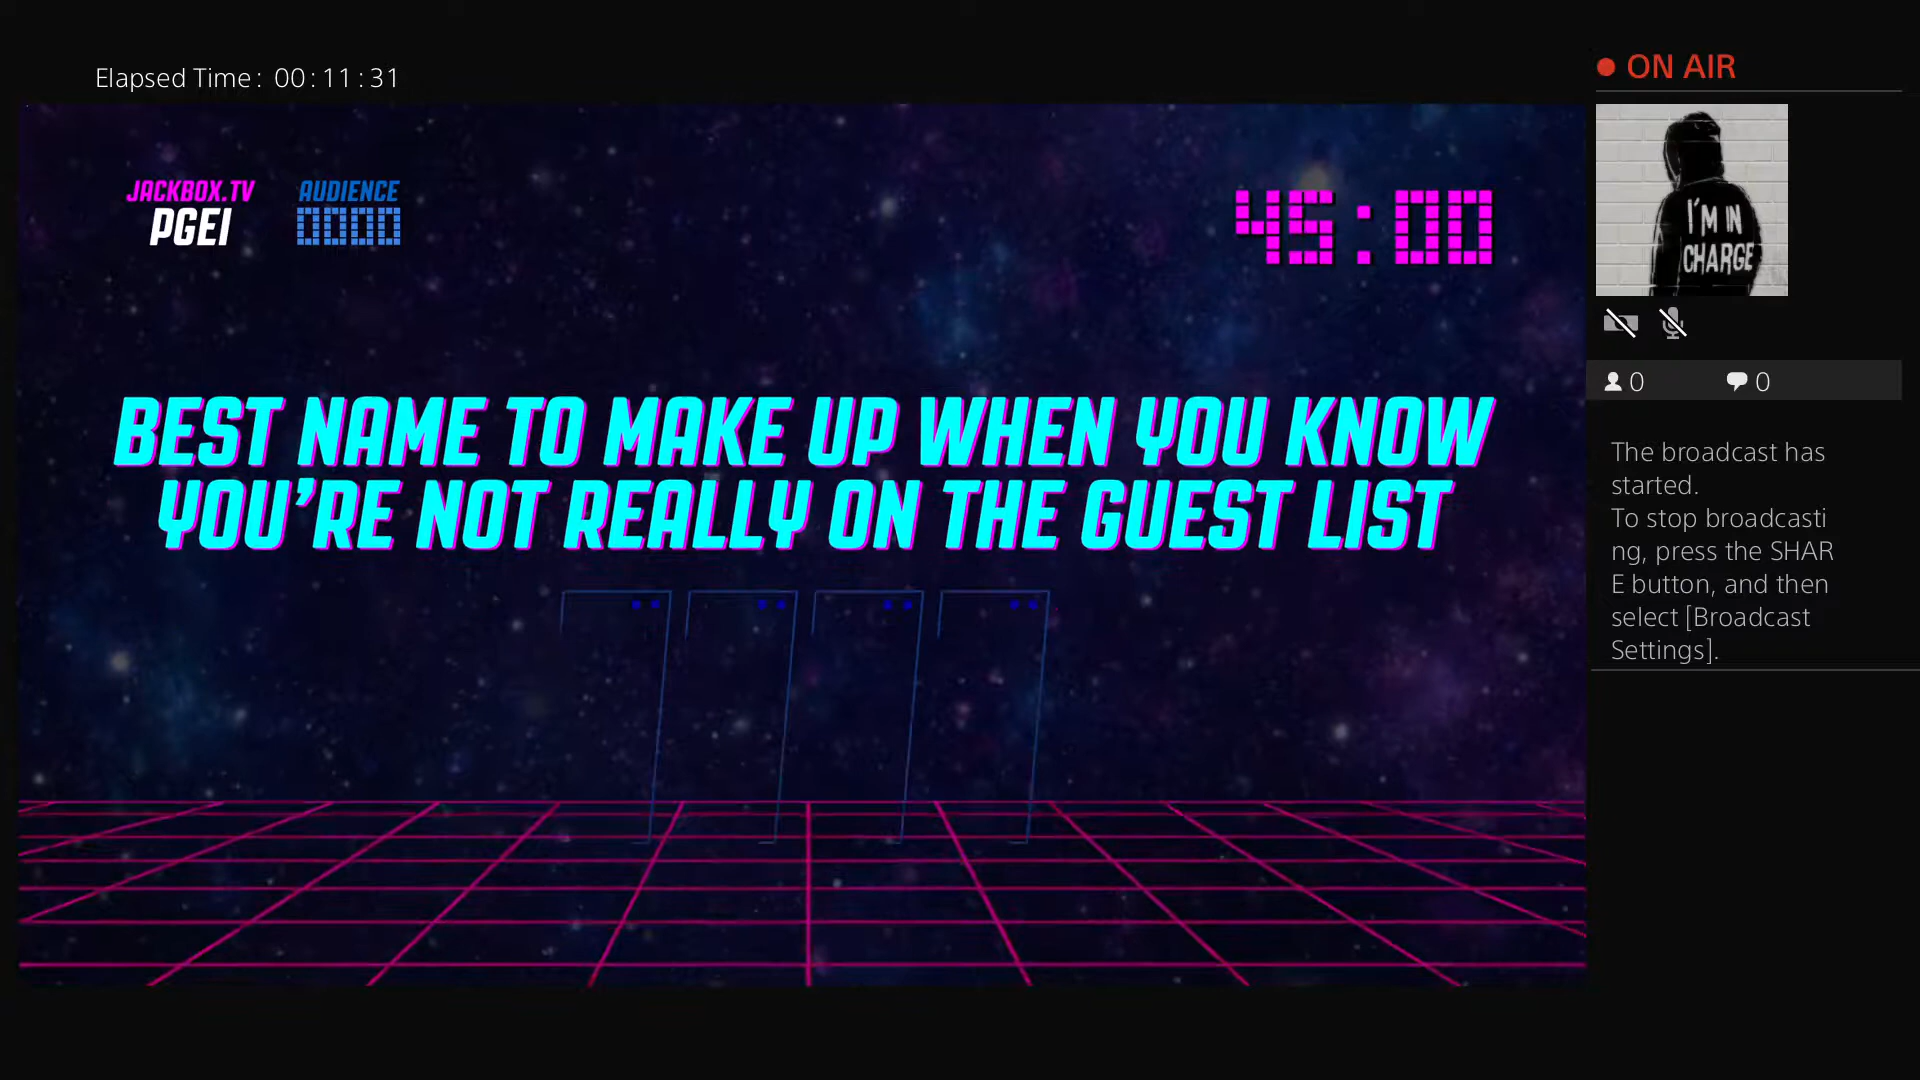 Elapsed Time: 00:11:31
ON AIR
JACKBOX.TV
PGEI
AUDIENCE
0000
45:00
I'M IN
CHARGE
0
0
BEST NAME TO MAKE UP WHEN YOU KNOW
YOU'RE NOT REALLY ON THE GUEST LIST
The broadcast has
started.
To stop broadcasti
ng, press the SHAR
E button, and then
select [Broadcast
Settings].